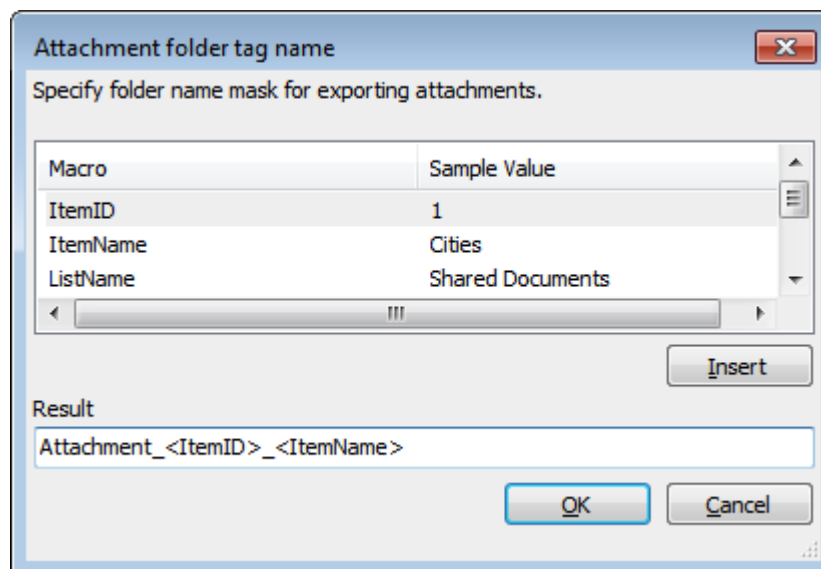 Attachment folder tag name
Specify folder name mask for exporting attachments.
Macro Sample Value
ItemID 1
ItemName Cities
ListName Shared Documents
Insert
Result
Attachment_<ItemID>_<ItemName>
OK Cancel